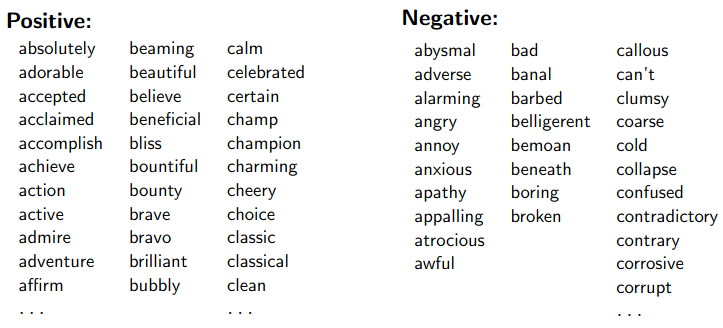 Positive:
absolutely beaming calm
adorable beautiful celebrated
accepted believe certain
acclaimed beneficial champ
accomplish bliss champion
achieve bountiful charming
action bounty cheery
active brave choice
admire bravo classic
adventure brilliant classical
affirm bubbly clean
... ...
Negative:
abysmal bad callous
adverse banal can't
alarming barbed clumsy
angry belligerent coarse
annoy bemoan cold
anxious beneath collapse
apathy boring confused
appalling broken contradictory
atrocious contrary
awful corrosive
corrupt
...